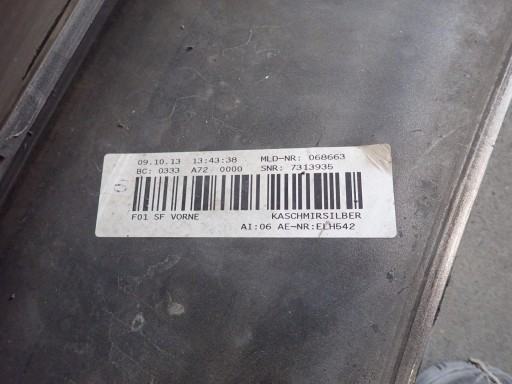 09.10.13 13:43:38 MLD-NR: 068663
BC: 0333 A72 0000 SNR: 7313935
F01 SF VORNE KASCHMIRSILBER
AI:06 AE-NR:ELH542